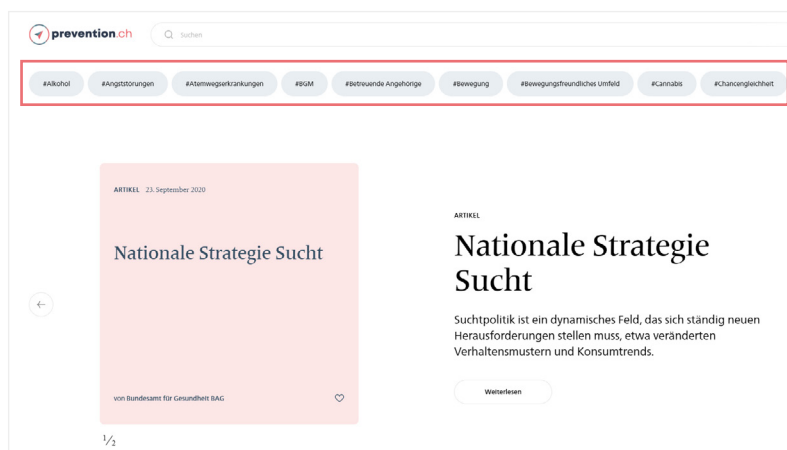 prevention.ch
Suchen
#Alkohol #Angststörungen #Atemwegserkrankungen #BGM #Betreuende Angehörige #Bewegung #Bewegungsfreundliches Umfeld #Cannabis #Chancengleichheit
ARTIKEL 23. September 2020
Nationale Strategie Sucht
von Bundesamt für Gesundheit BAG
1/2
ARTIKEL
Nationale Strategie
Sucht
Suchtpolitik ist ein dynamisches Feld, das sich ständig neuen
Herausforderungen stellen muss, etwa veränderten
Verhaltensmustern und Konsumtrends.
Weiterlesen